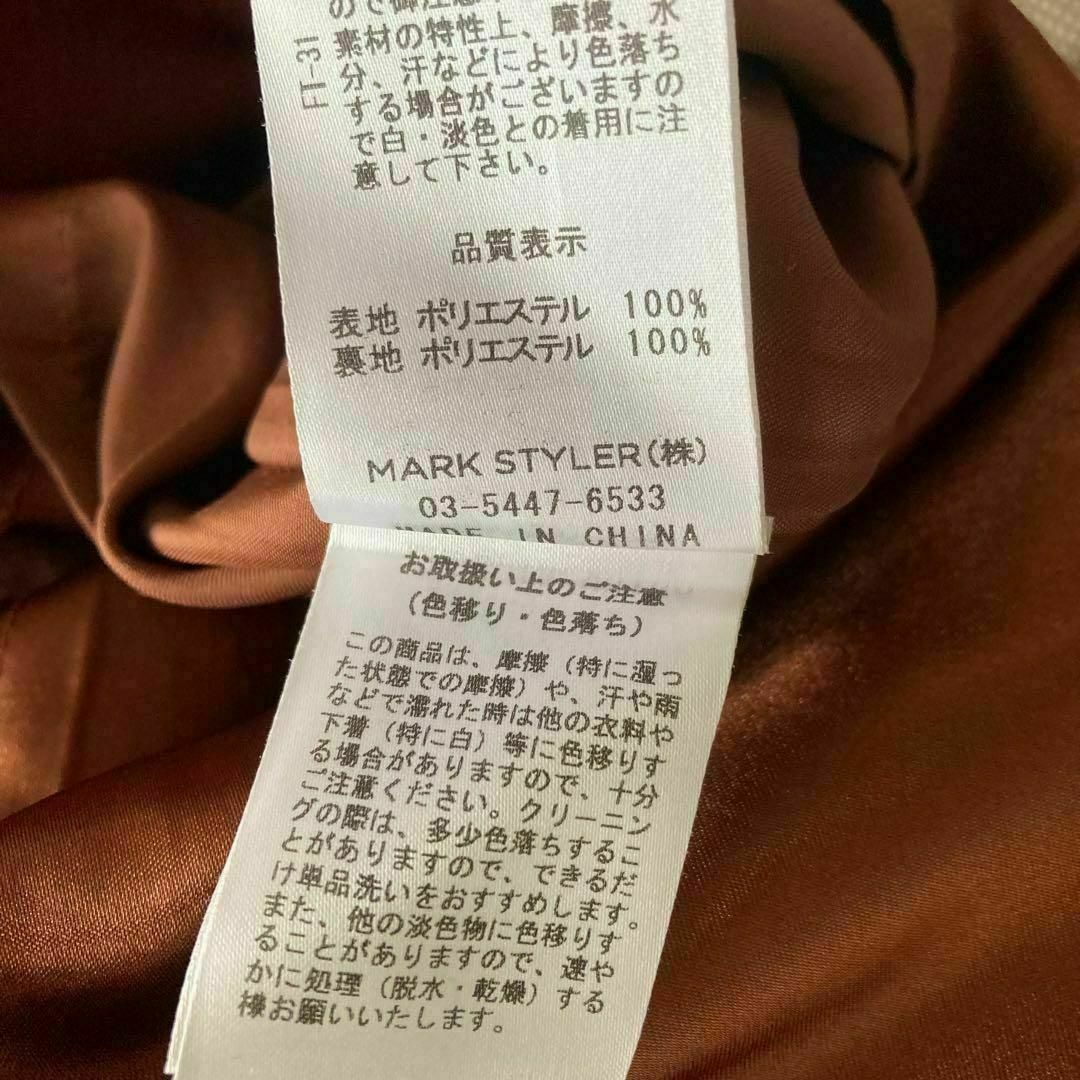 FT-31
ので御注意
素材の特性上、摩擦、水
分、汗などにより色落ち
する場合がございますの
で白・淡色との着用に注
意して下さい。
品質表示
表地 ポリエステル 100%
裏地 ポリエステル 100%
MARK STYLER(株)
03-5447-6533
MADE IN CHINA
お取扱い上のご注意
(色移り・色落ち)
この商品は、摩擦(特に湿っ
た状態での摩擦)や、汗や雨
などで濡れた時は他の衣料や
下着(特に白)等に色移りす
る場合がありますので、十分
ご注意ください。クリーニン
グの際は、多少色落ちするこ
とがありますので、できるだ
け単品洗いをおすすめします。
また、他の淡色物に色移りす
ることがありますので、速や
かに処理(脱水・乾燥)する
様お願いいたします。